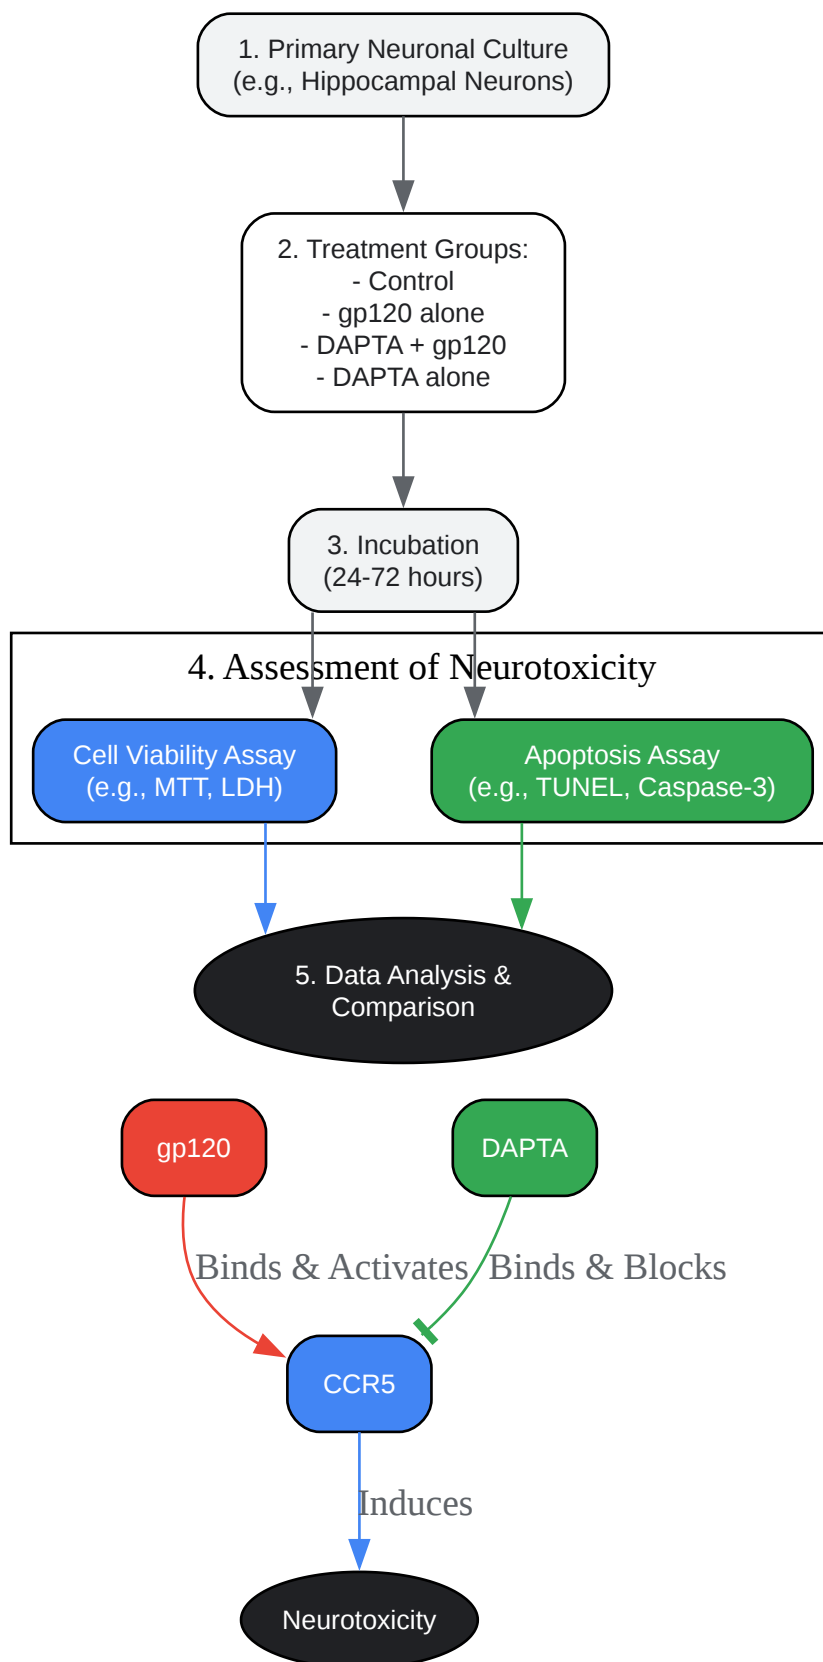 1. Primary Neuronal Culture
(e.g., Hippocampal Neurons)
2. Treatment Groups:
- Control
- gp120 alone
- DAPTA + gp120
- DAPTA alone
3. Incubation
(24-72 hours)
4. Assessment of Neurotoxicity
Cell Viability Assay
(e.g., MTT, LDH)
Apoptosis Assay
(e.g., TUNEL, Caspase-3)
5. Data Analysis &
Comparison
gp120
DAPTA
Binds & Activates
Binds & Blocks
CCR5
Induces
Neurotoxicity